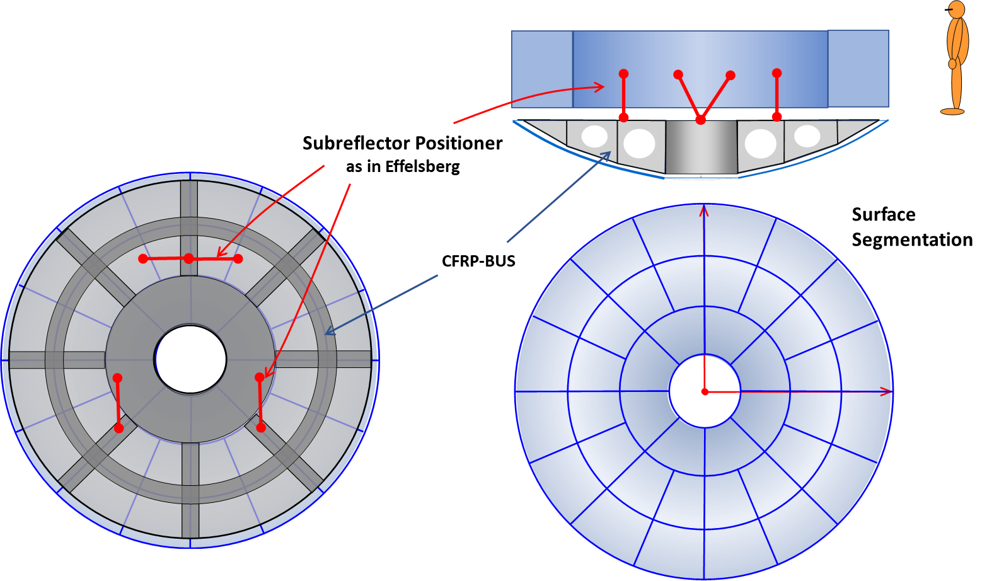 Subreflector Positioner
as in Effelsberg
CFRP-BUS
Surface
Segmentation